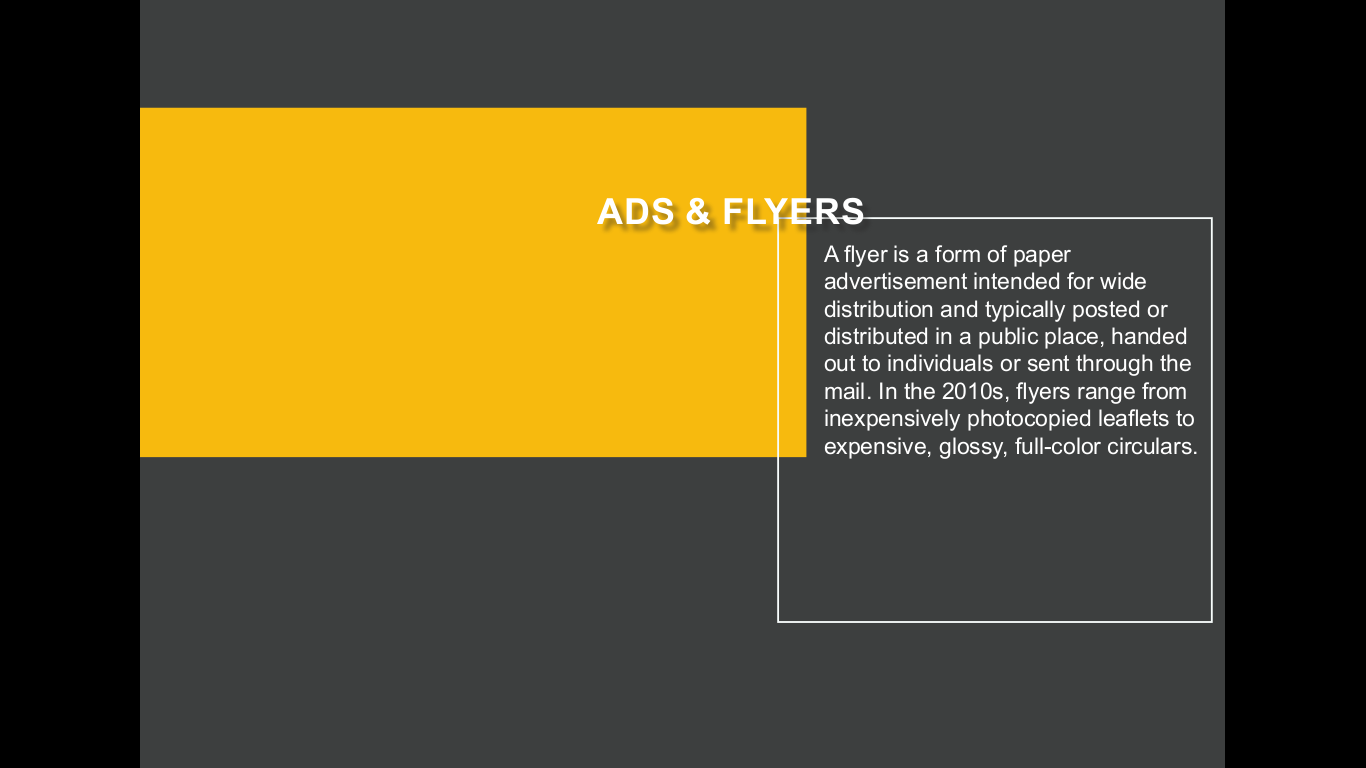 ADS & FLYERS
A flyer is a form of paper
advertisement intended for wide
distribution and typically posted or
distributed in a public place, handed
out to individuals or sent through the
mail. In the 2010s, flyers range from
inexpensively photocopied leaflets to
expensive, glossy, full-color circulars.